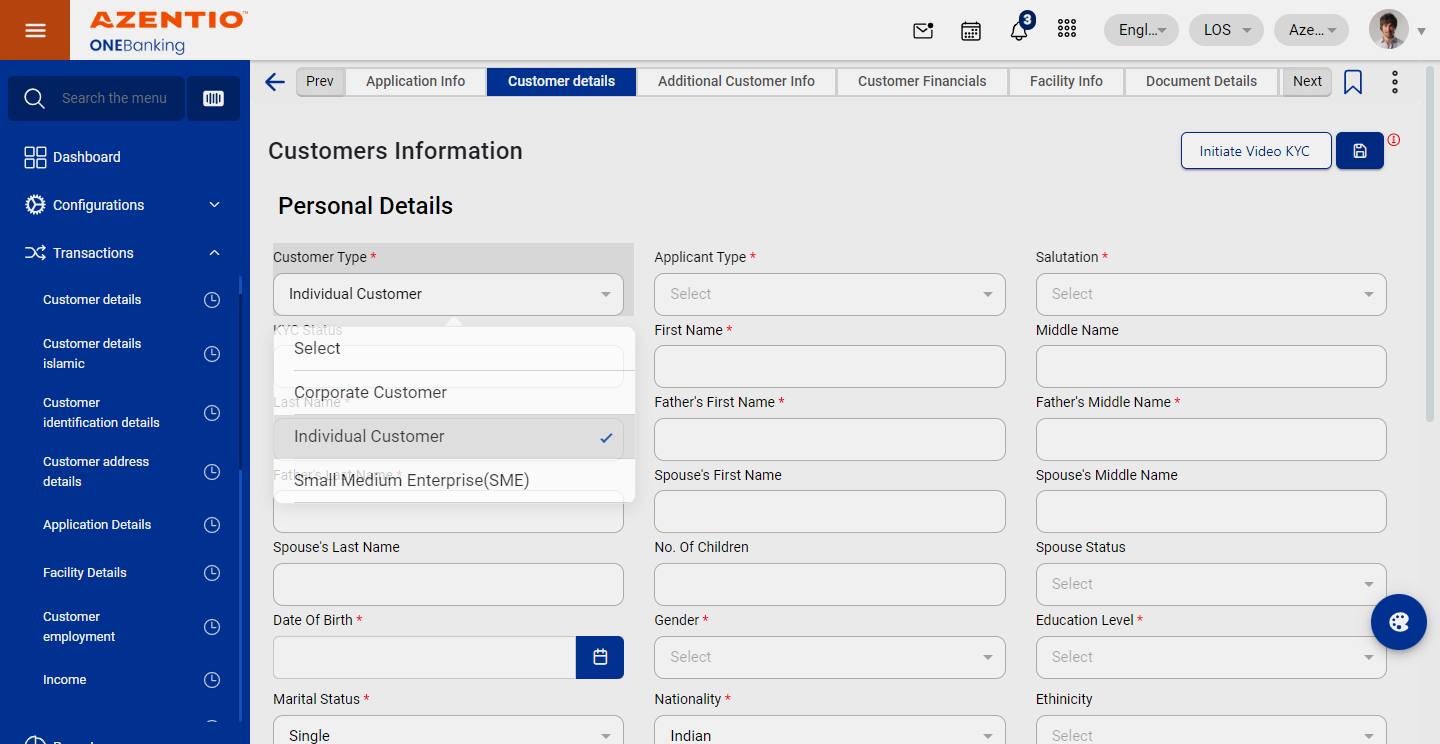 AZENTIO™
ONEBanking
3
Engl...
LOS
Aze...
Search the menu
Prev
Application Info
Customer details
Additional Customer Info
Customer Financials
Facility Info
Document Details
Next
Dashboard
Configurations
Transactions
Customer details
Customer details
islamic
Customer
identification details
Customer address
details
Application Details
Facility Details
Customer
employment
Income
Customers Information
Initiate Video KYC
Personal Details
Customer Type *
Applicant Type *
Salutation *
Individual Customer
Select
Select
KYC Status
First Name *
Middle Name
Select
Corporate Customer
Individual Customer
Small Medium Enterprise(SME)
Last Name *
Father's First Name *
Father's Middle Name *
Father's Last Name *
Spouse's First Name
Spouse's Middle Name
Spouse's Last Name
No. Of Children
Spouse Status
Select
Date Of Birth *
Gender *
Education Level *
Select
Select
Marital Status *
Nationality *
Ethinicity
Single
Indian
Select